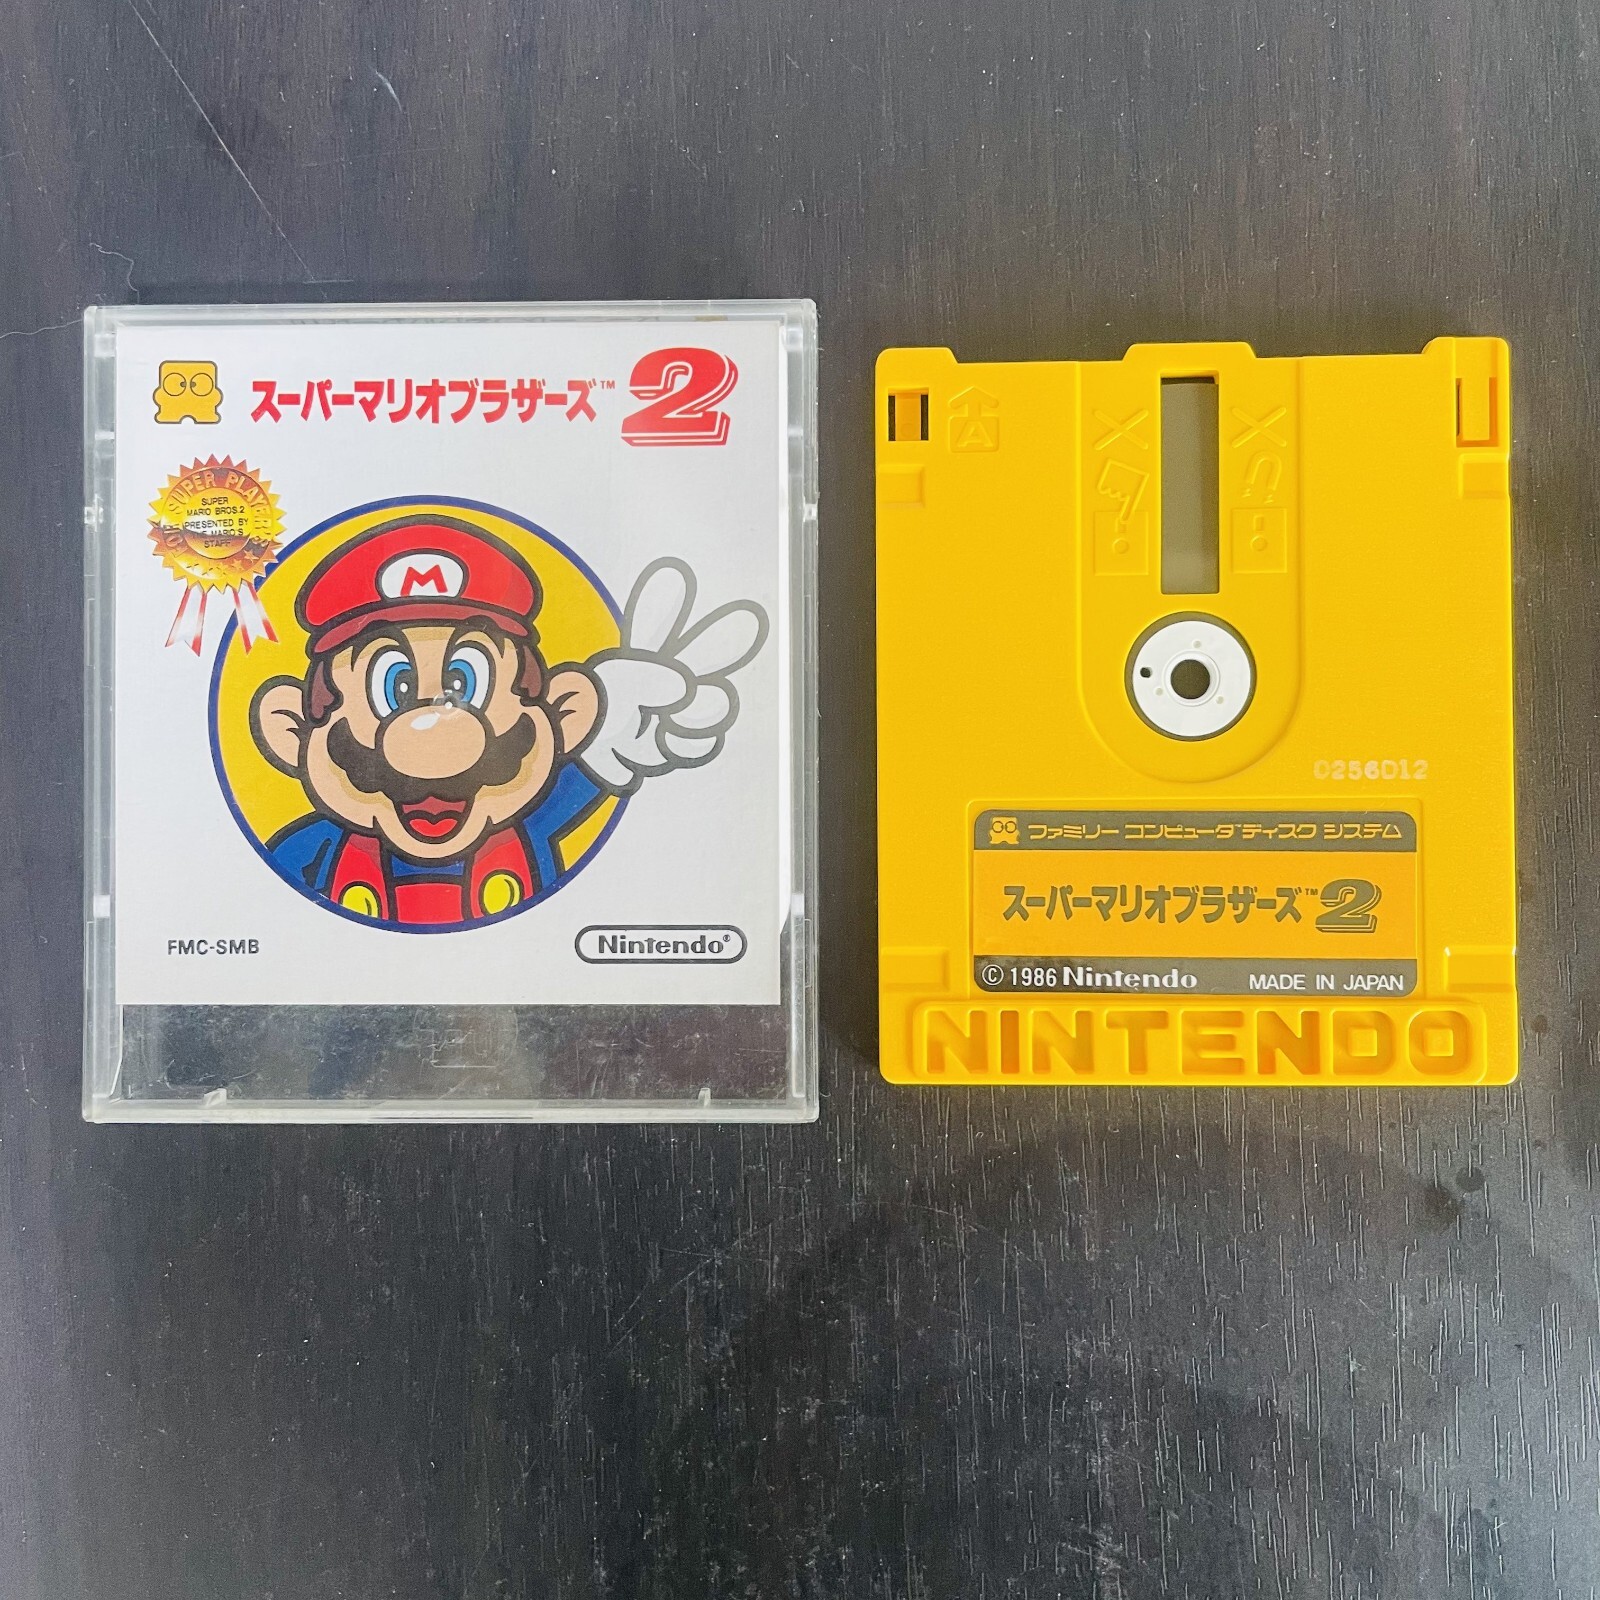 スーパーマリオブラザーズ™ 2
FOR SUPER PLAYERS
SUPER
MARIO BROS.2
PRESENTED BY
MARIO'S
STAFF
M
FMC-SMB
Nintendo®
A
0256D12
ファミリー コンピュータ ディスク システム
スーパーマリオブラザーズ™ 2
© 1986 Nintendo MADE IN JAPAN
NINTENDO